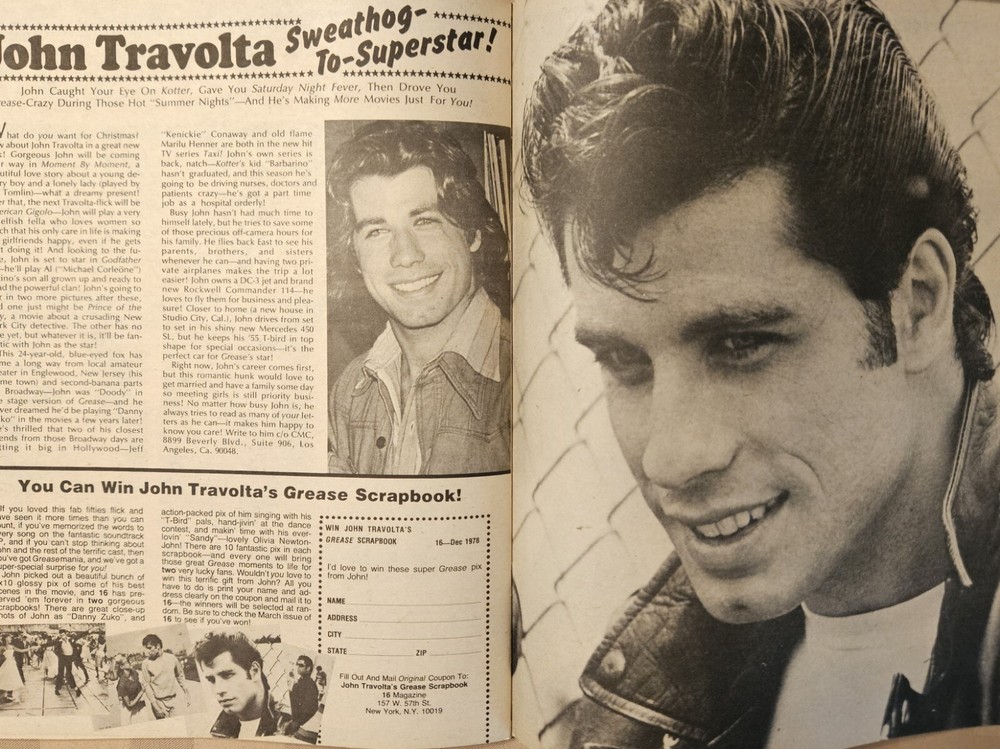 John Travolta Sweathog-
To-Superstar!
John Caught Your Eye On Kotter, Gave You Saturday Night Fever, Then Drove You
ease-Crazy During Those Hot "Summer Nights"—And He's Making More Movies Just For You!
hat do you want for Christmas?
w about John Travolta in a great new
k! Gorgeous John will be coming
r way in Moment By Moment, a
utiful love story about a young de-
ry boy and a lonely lady (played by
Tomlin)—what a dreamy present!
er that, the next Travolta-flick will be
erican Gigolo—John will play a very
elfish fella who loves women so
ch that his only care in life is making
girlfriends happy, even if he gets
t doing it! And looking to the fu-
e, John is set to star in Godfather
—he'll play Al ("Michael Corleone")
ino's son all grown up and ready to
d the powerful clan! John's going to
r in two more pictures after these,
d one just might be Prince of the
y, a movie about a crusading New
rk City detective. The other has no
e yet, but whatever it is, it'll be fan-
tic with John as the star!
This 24-year-old, blue-eyed fox has
me a long way from local amateur
eater in Englewood, New Jersey (his
me town) and second-banana parts
Broadway—John was "Doody" in
e stage version of Grease—and he
ver dreamed he'd be playing "Danny
ko" in the movies a few years later!
e's thrilled that two of his closest
ends from those Broadway days are
tting it big in Hollywood—Jeff
"Kenickie" Conaway and old flame
Marilu Henner are both in the new hit
TV series Taxi! John's own series is
back, natch—Kotter's kid "Barbarino"
hasn't graduated, and this season he's
going to be driving nurses, doctors and
patients crazy—he's got a part time
job as a hospital orderly!
Busy John hasn't had much time to
himself lately, but he tries to save some
of those precious off-camera hours for
his family. He flies back East to see his
parents, brothers, and sisters
whenever he can—and having two pri-
vate airplanes makes the trip a lot
easier! John owns a DC-3 jet and brand
new Rockwell Commander 114—he
loves to fly them for business and plea-
sure! Closer to home (a new house in
Studio City, Cal.), John drives from set
to set in his shiny new Mercedes 450
SL, but he keeps his '55 T-bird in top
shape for special occasions—it's the
perfect car for Grease's star!
Right now, John's career comes first,
but this romantic hunk would love to
get married and have a family some day
so meeting girls is still priority busi-
ness! No matter how busy John is, he
always tries to read as many of your let-
ters as he can—it makes him happy to
know you care! Write to him c/o CMC,
8899 Beverly Blvd., Suite 906, Los
Angeles, Ca. 90048.
You Can Win John Travolta's Grease Scrapbook!
If you loved this fab fifties flick and
ve seen it more times than you can
unt, if you've memorized the words to
very song on the fantastic soundtrack
P, and if you can't stop thinking about
hn and the rest of the terrific cast, then
u've got Greasemania, and we've got a
uper-special surprise for you!
John picked out a beautiful bunch of
x10 glossy pix of some of his best
cenes in the movie, and 16 has pre-
erved 'em forever in two gorgeous
crapbooks! There are great close-up
hots of John as "Danny Zuko", and
action-packed pix of him singing with his
"T-Bird" pals, hand-jivin' at the dance
contest, and makin' time with his ever-
lovin' "Sandy"—lovely Olivia Newton-
John! There are 10 fantastic pix in each
scrapbook—and every one will bring
those great Grease moments to life for
two very lucky fans. Wouldn't you love to
win this terrific gift from John? All you
have to do is print your name and ad-
dress clearly on the coupon and mail it to
16—the winners will be selected at ran-
dom. Be sure to check the March issue of
16 to see if you've won!
WIN JOHN TRAVOLTA'S
GREASE SCRAPBOOK 16—Dec 1978
I'd love to win these super Grease pix
from John!
NAME
ADDRESS
CITY
STATE ZIP
Fill Out And Mail Original Coupon To:
John Travolta's Grease Scrapbook
16 Magazine
157 W. 57th St.
New York, N.Y. 10019